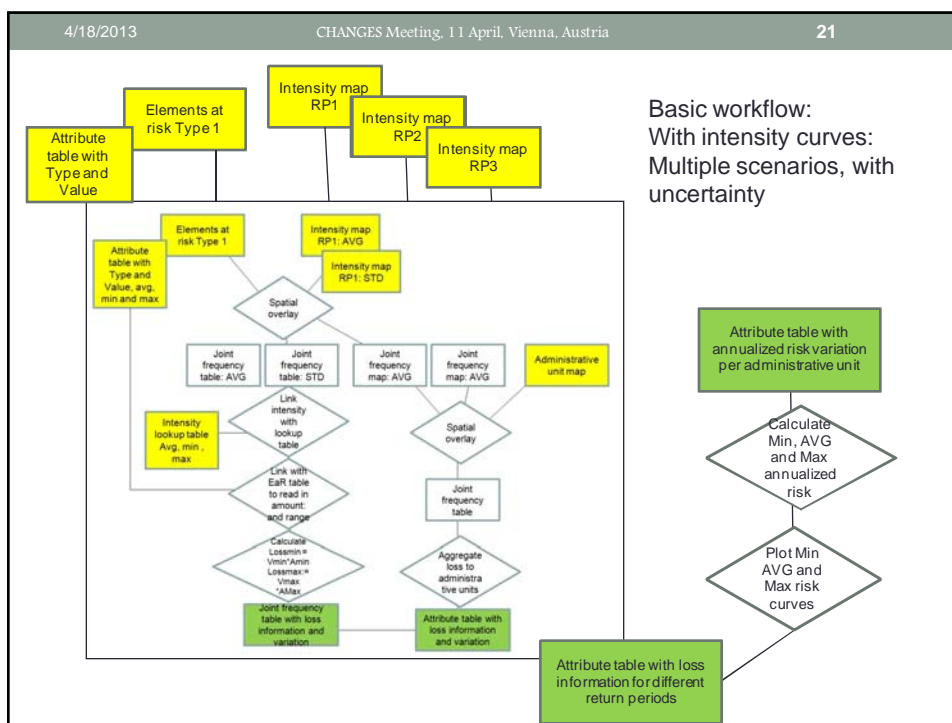 4/18/2013
CHANGES Meeting, 11 April, Vienna, Austria
21
Attribute
table with
Type and
Value
Elements at
risk Type 1
Intensity map
RP1
Intensity map
RP2
Intensity map
RP3
Basic workflow:
With intensity curves:
Multiple scenarios, with
uncertainty
Attribute
table with
Type and
Value, avg,
min and max
Elements at
risk Type 1
Intensity map
RP1: AVG
Intensity map
RP1: STD
Spatial
overlay
Joint
frequency
table: AVG
Joint
frequency
table: STD
Joint
frequency
map: AVG
Joint
frequency
map: AVG
Administrative
unit map
Intensity
lookup table
Avg, min ,
max
Link
intensity
with
lookup
table
Spatial
overlay
Link with
EaR table
to read in
amount:
and range
Joint
frequency
table
Calculate
Lossmin =
Vmin*Amin
Lossmax:=
Vmax
*AMax
Aggregate
loss to
administra
tive units
Joint frequency
table with loss
information and
variation
Attribute table with
loss information
and variation
Attribute table with
annualized risk variation
per administrative unit
Calculate
Min, AVG
and Max
annualized
risk
Plot Min
AVG and
Max risk
curves
Attribute table with loss
information for different
return periods